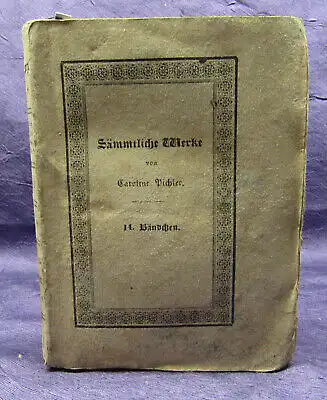 Sämmtliche Werke
von
Caroline Pichler.
14. Bändchen.